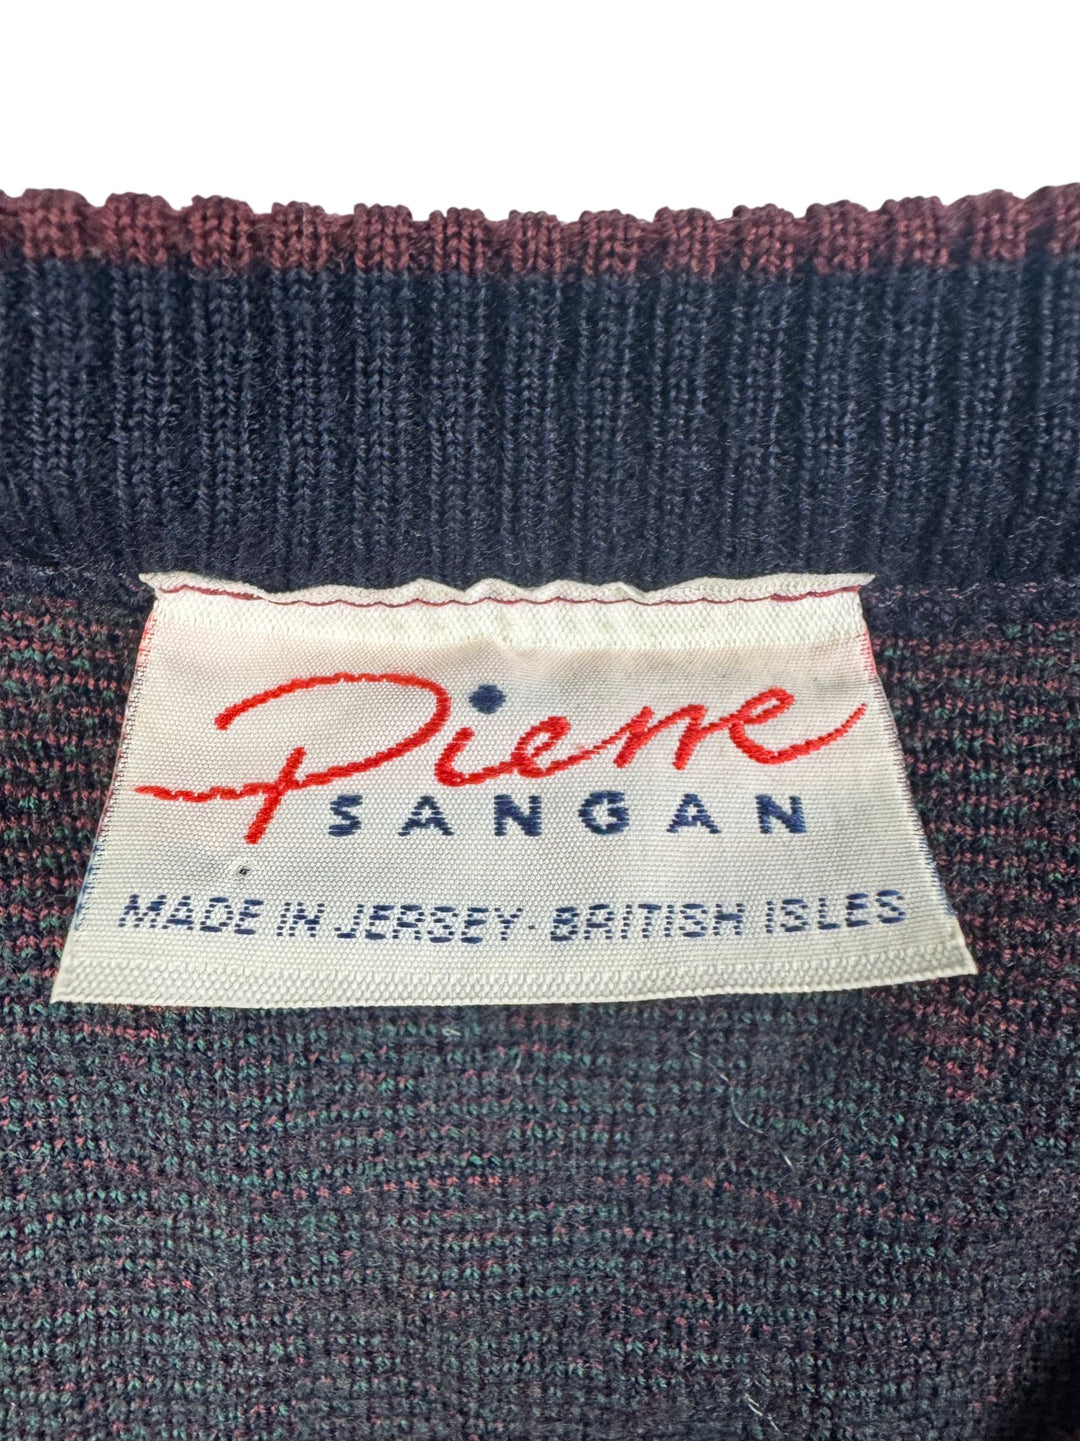 Pierre
SANGAN
MADE IN JERSEY · BRITISH ISLES